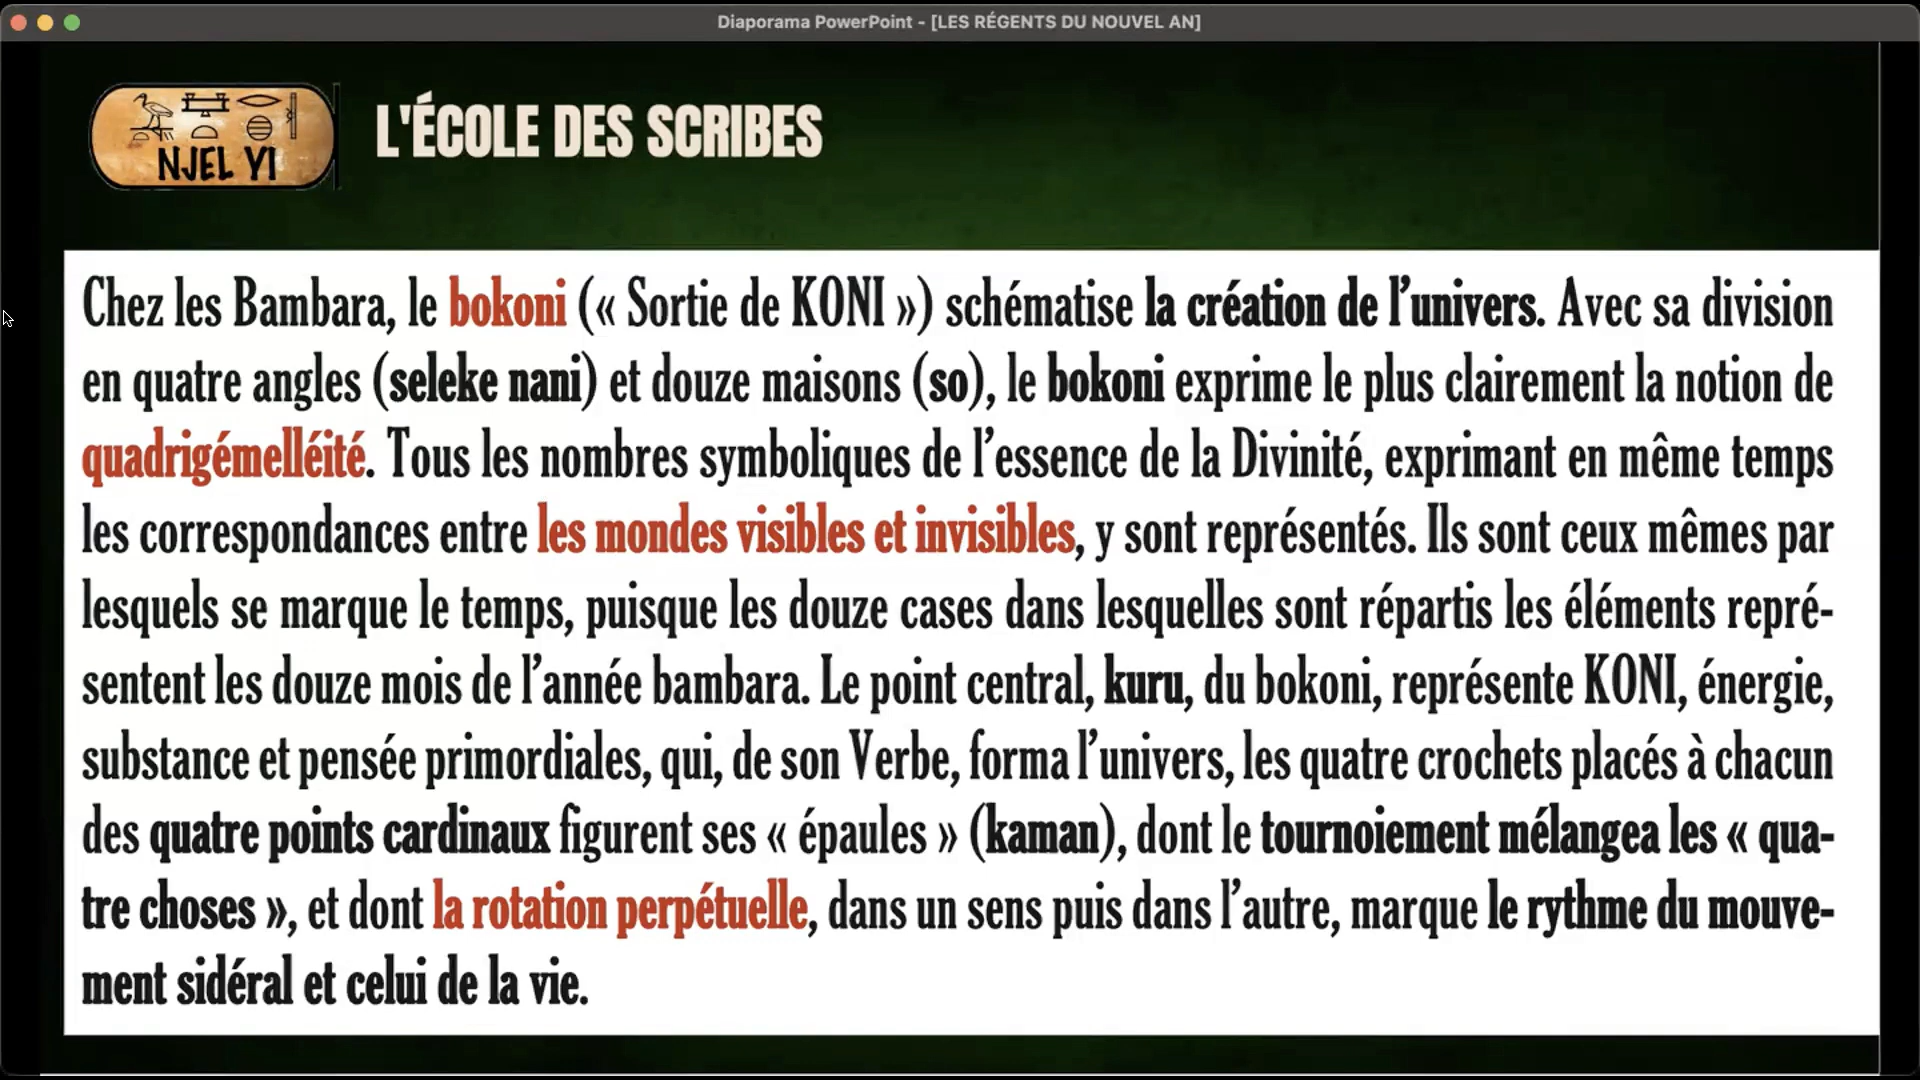 Diaporama PowerPoint - [LES RÉGENTS DU NOUVEL AN]
NJEL YI
L'ÉCOLE DES SCRIBES
Chez les Bambara, le bokoni (« Sortie de KONI ») schématise la création de l’univers. Avec sa division
en quatre angles (seleke nani) et douze maisons (so), le bokoni exprime le plus clairement la notion de
quadrigémelléité. Tous les nombres symboliques de l’essence de la Divinité, exprimant en même temps
les correspondances entre les mondes visibles et invisibles, y sont représentés. Ils sont ceux mêmes par
lesquels se marque le temps, puisque les douze cases dans lesquelles sont répartis les éléments repré-
sentent les douze mois de l’année bambara. Le point central, kuru, du bokoni, représente KONI, énergie,
substance et pensée primordiales, qui, de son Verbe, forma l’univers, les quatre crochets placés à chacun
des quatre points cardinaux figurent ses « épaules » (kaman), dont le tournoiement mélangea les « qua-
tre choses », et dont la rotation perpétuelle, dans un sens puis dans l’autre, marque le rythme du mouve-
ment sidéral et celui de la vie.